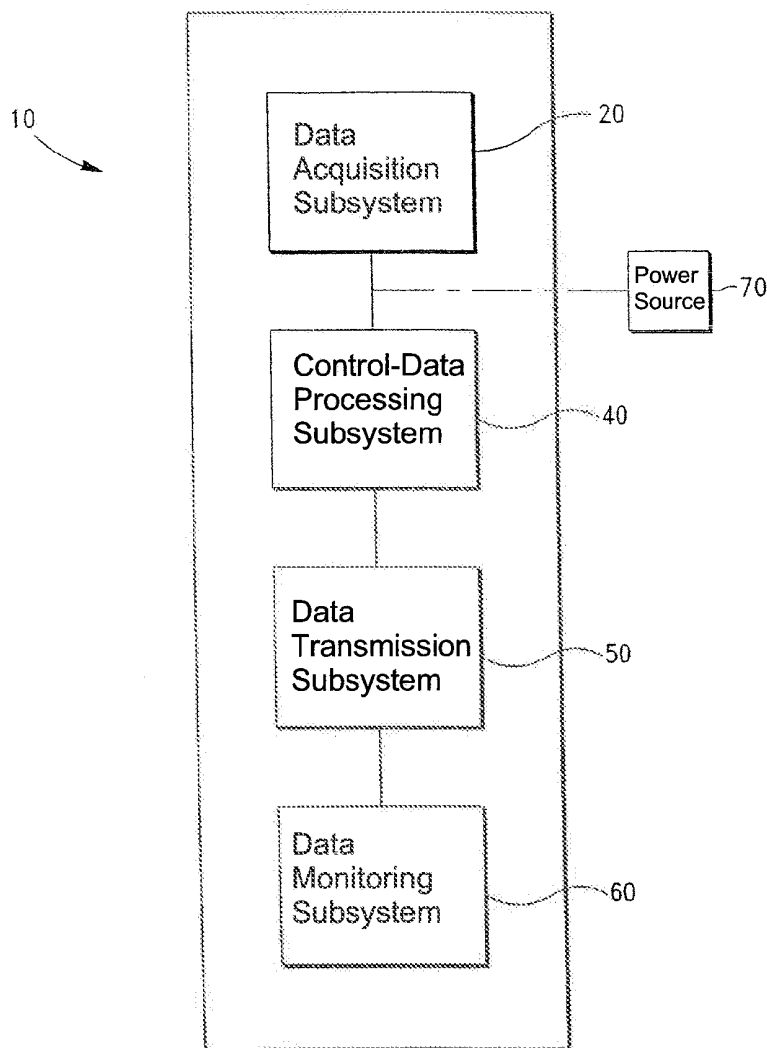 10
Data
Acquisition
Subsystem
20
Power
Source
70
Control-Data
Processing
Subsystem
40
Data
Transmission
Subsystem
50
Data
Monitoring
Subsystem
60